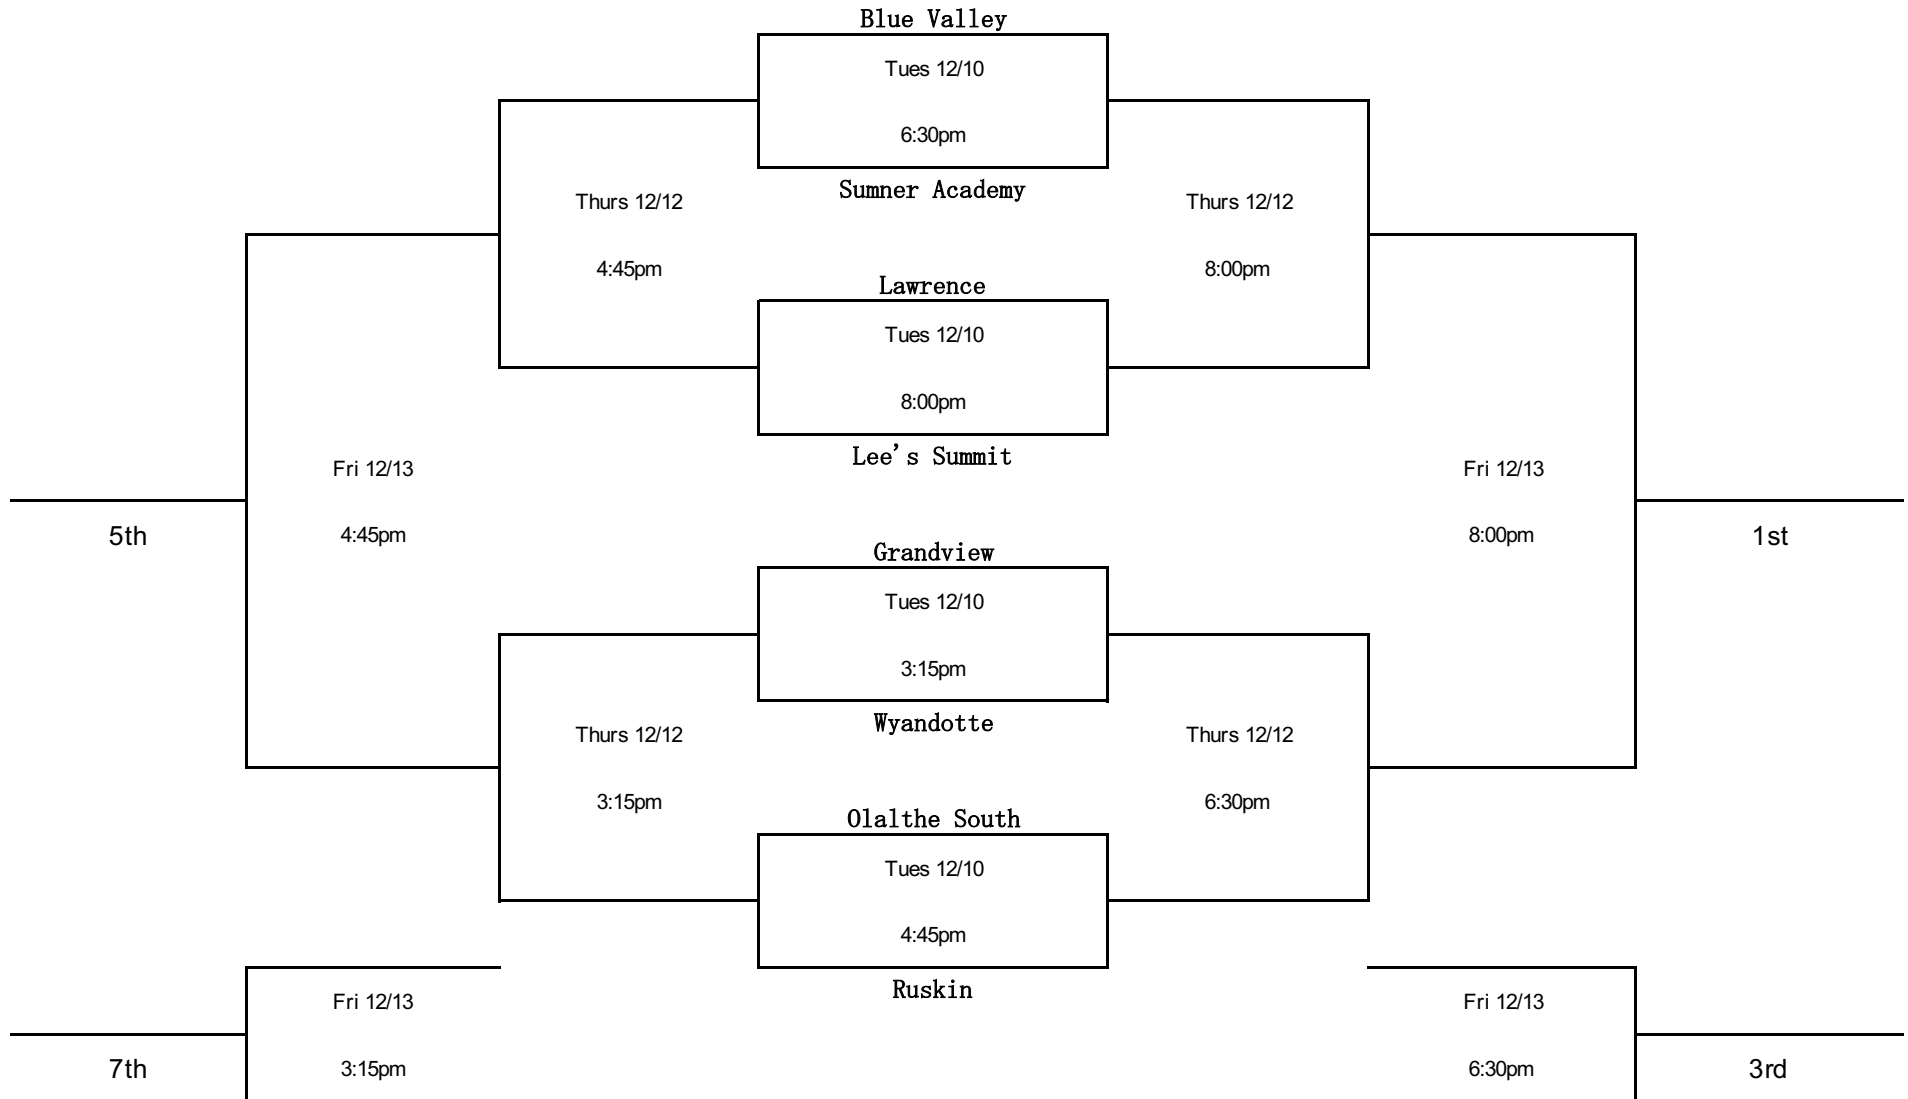 Blue Valley
Tues 12/10
6:30pm
Sumner Academy
Thurs 12/12
Thurs 12/12
4:45pm
8:00pm
Lawrence
Tues 12/10
8:00pm
Lee's Summit
Fri 12/13
Fri 12/13
5th
4:45pm
8:00pm
1st
Grandview
Tues 12/10
3:15pm
Wyandotte
Thurs 12/12
Thurs 12/12
3:15pm
6:30pm
Olalthe South
Tues 12/10
4:45pm
Ruskin
Fri 12/13
Fri 12/13
7th
3:15pm
6:30pm
3rd